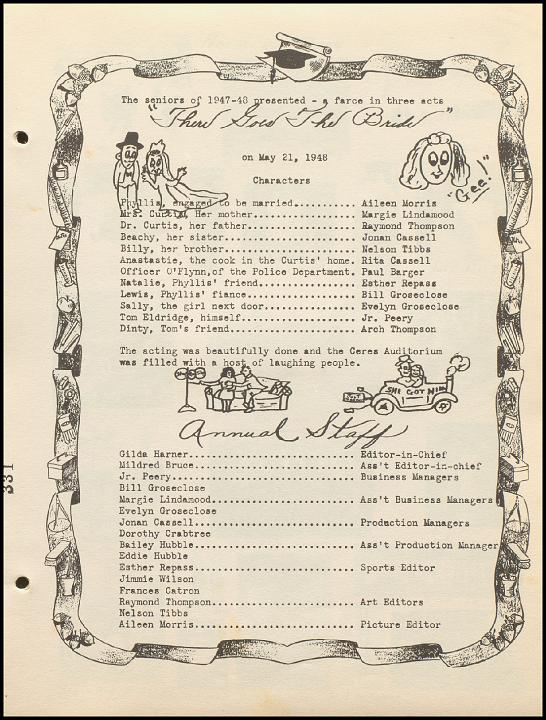 The seniors of 1947-48 presented - a farce in three acts
"There Goes The Bride"
on May 21, 1948
"Gee!"
Characters
Phyllis, engaged to be married.......... Aileen Morris
Mrs. Curtis, Her mother................. Margie Lindamood
Dr. Curtis, her father.................. Raymond Thompson
Beachy, her sister...................... Jonan Cassell
Billy, her brother...................... Nelson Tibbs
Anastastie, the cook in the Curtis' home. Rita Cassell
Officer O'Flynn,of the Police Department. Paul Barger
Natalie, Phyllis' friend................ Esther Repass
Lewis, Phyllis' fiance.................. Bill Groseclose
Sally, the girl next door............... Evelyn Groseclose
Tom Eldridge, himself................... Jr. Peery
Dinty, Tom's friend..................... Arch Thompson
The acting was beautifully done and the Ceres Auditorium
was filled with a host of laughing people.
SHE GOT HIM
Annual Staff
Gilda Harner............................ Editor-in-Chief
Mildred Bruce........................... Ass't Editor-in-chief
Jr. Peery............................... Business Managers
Bill Groseclose
Margie Lindamood........................ Ass't Business Managers
Evelyn Groseclose
Jonan Cassell........................... Production Managers
Dorothy Crabtree
Bailey Hubble........................... Ass't Production Manager
Eddie Hubble
Esther Repass........................... Sports Editor
Jimmie Wilson
Frances Catron
Raymond Thompson........................ Art Editors
Nelson Tibbs
Aileen Morris........................... Picture Editor
331